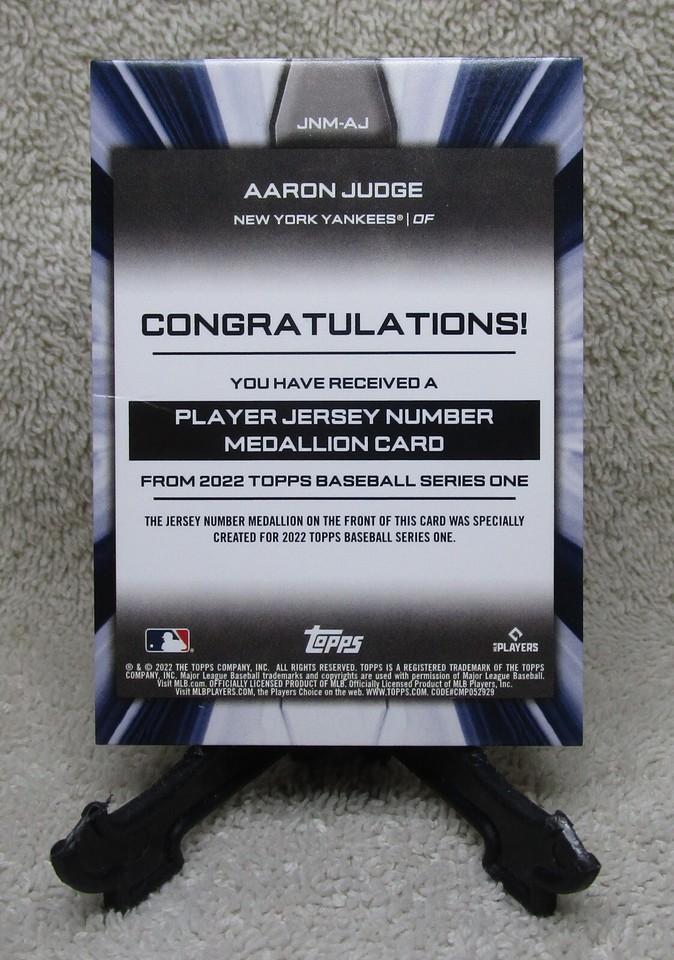 JNM-AJ
AARON JUDGE
NEW YORK YANKEES® | OF
CONGRATULATIONS!
YOU HAVE RECEIVED A
PLAYER JERSEY NUMBER
MEDALLION CARD
FROM 2022 TOPPS BASEBALL SERIES ONE
THE JERSEY NUMBER MEDALLION ON THE FRONT OF THIS CARD WAS SPECIALLY
CREATED FOR 2022 TOPPS BASEBALL SERIES ONE.
topps
PLAYERS
® & © 2022 THE TOPPS COMPANY, INC. ALL RIGHTS RESERVED. TOPPS IS A REGISTERED TRADEMARK OF THE TOPPS
COMPANY, INC. Major League Baseball trademarks and copyrights are used with permission of Major League Baseball.
Visit MLB.com. OFFICIALLY LICENSED PRODUCT OF MLB. Officially Licensed Product of MLB Players, Inc.
Visit MLBPLAYERS.com, the Players Choice on the web. WWW.TOPPS.COM. CODE#CMP052929